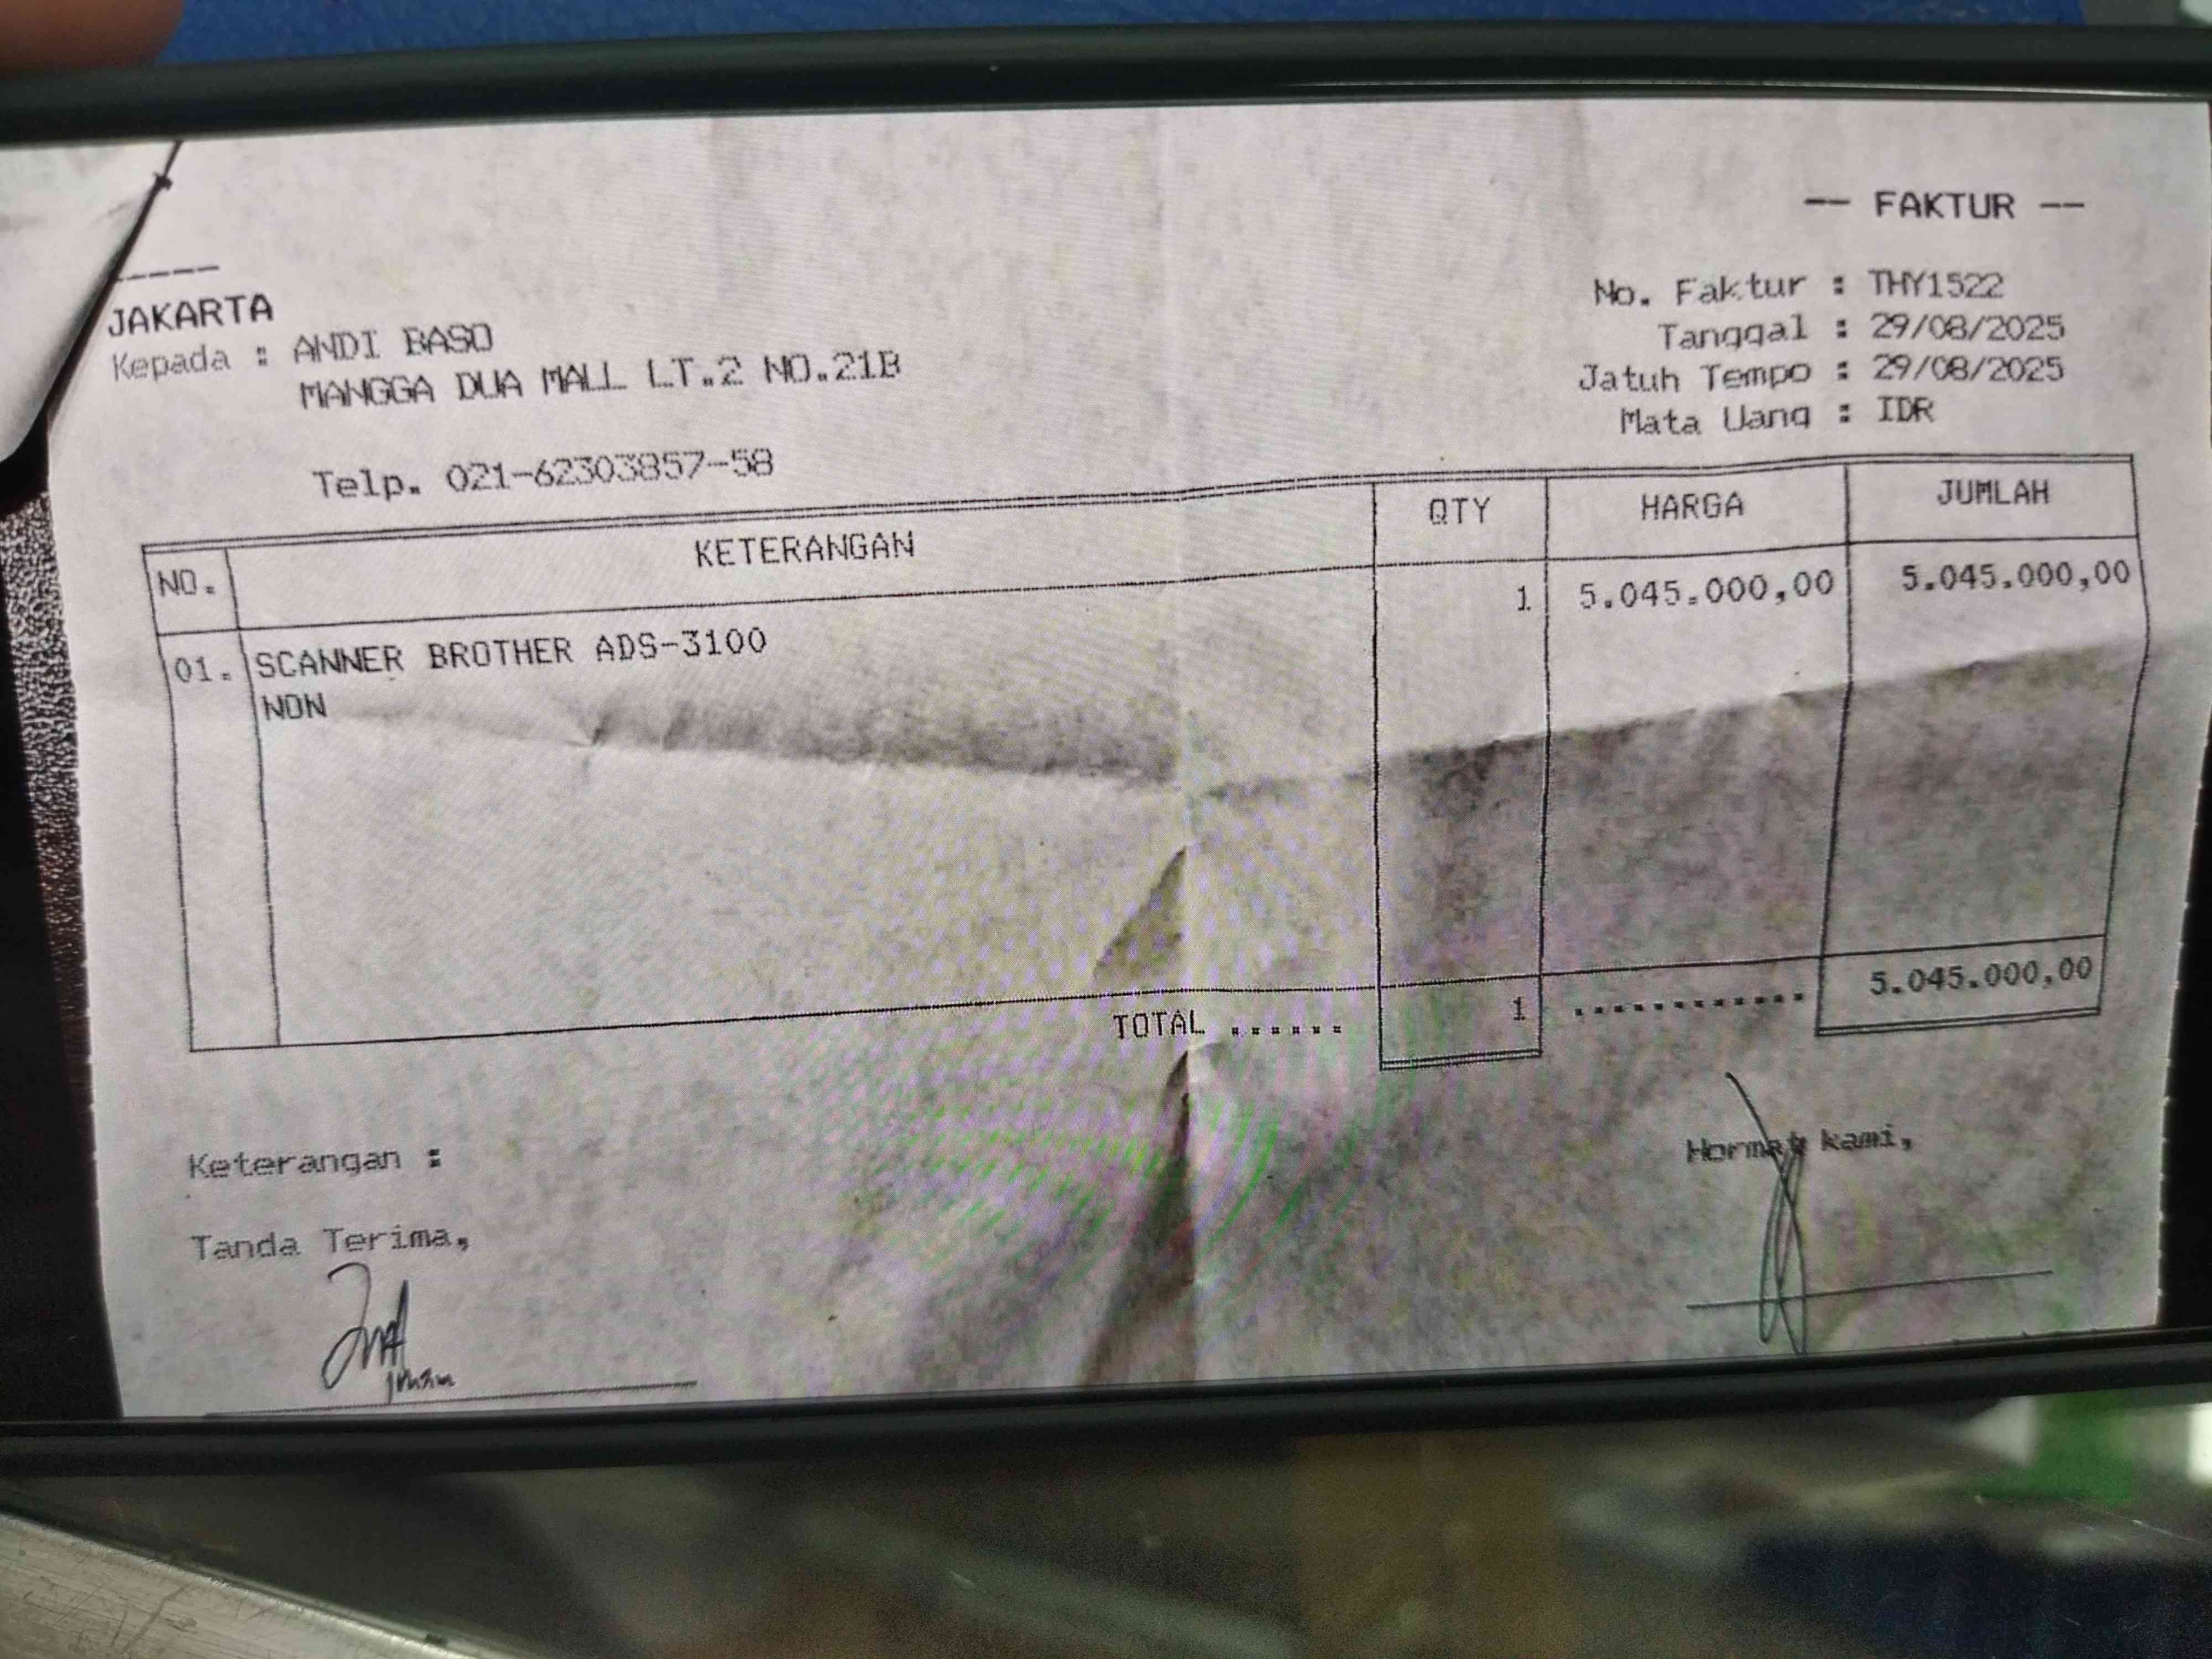 -- FAKTUR --
-----
JAKARTA
Kepada : ANDI BASO
MANGGA DUA MALL LT.2 NO.21B
Telp. 021-62303857-58
No. Faktur : THY1522
Tanggal : 29/08/2025
Jatuh Tempo : 29/08/2025
Mata Uang : IDR
NO. KETERANGAN QTY HARGA JUMLAH
01. SCANNER BROTHER ADS-3100 1 5.045.000,00 5.045.000,00
NON
TOTAL ...... 1 ............ 5.045.000,00
Keterangan :
Tanda Terima,
Hormat kami,